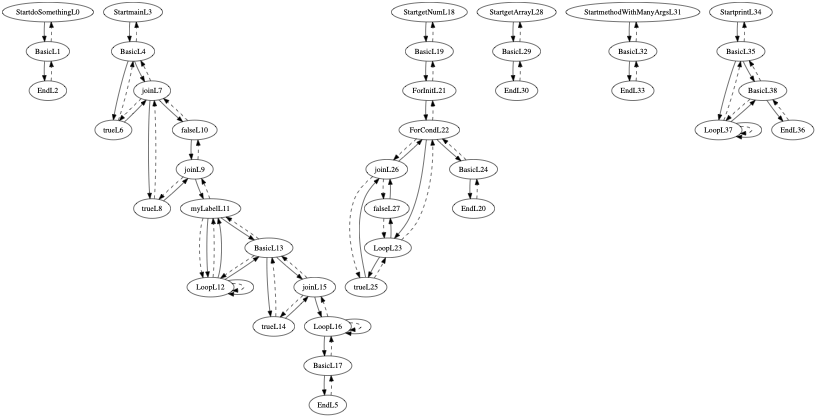 StartdoSomethingL0
StartmainL3
StartgetNumL18
StartgetArrayL28
StartmethodWithManyArgsL31
StartprintL34
BasicL1
BasicL4
BasicL19
BasicL29
BasicL32
BasicL35
EndL2
joinL7
ForInitL21
EndL30
EndL33
BasicL38
trueL6
falseL10
ForCondL22
LoopL37
EndL36
joinL9
joinL26
BasicL24
trueL8
myLabelL11
falseL27
EndL20
BasicL13
LoopL23
LoopL12
joinL15
trueL25
trueL14
LoopL16
BasicL17
EndL5